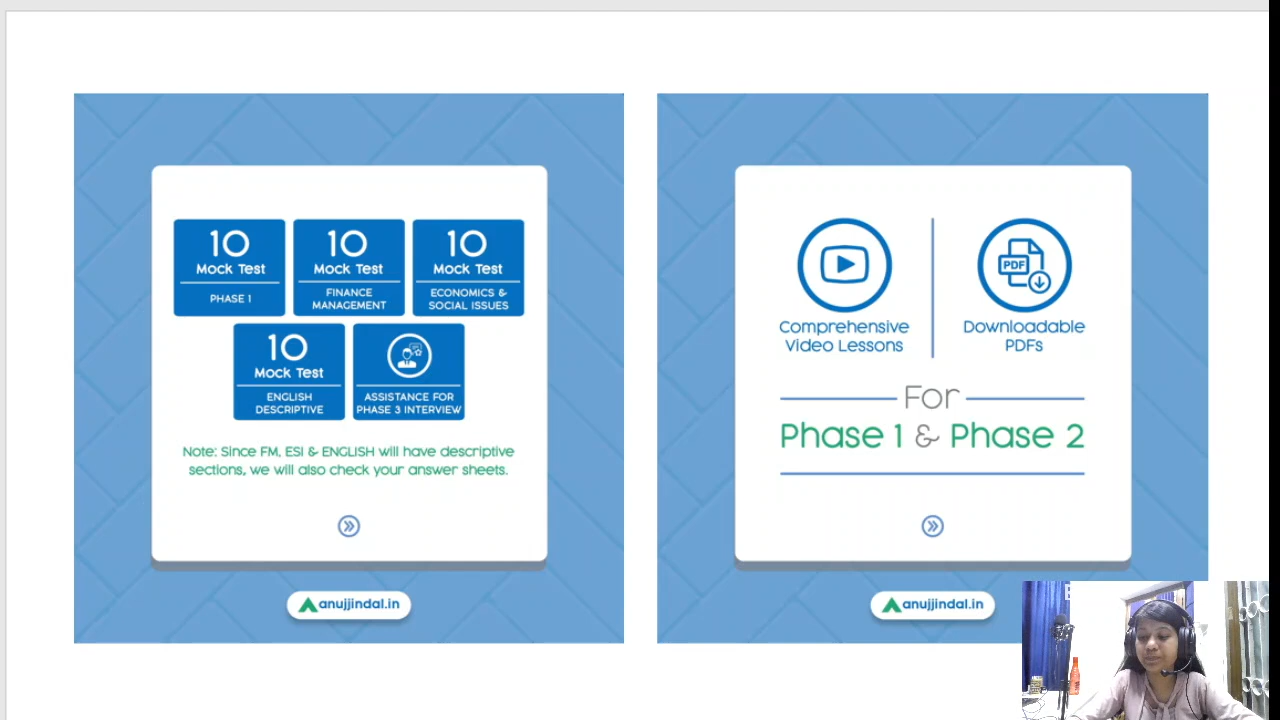 10
Mock Test
PHASE 1
10
Mock Test
FINANCE
MANAGEMENT
10
Mock Test
ECONOMICS &
SOCIAL ISSUES
10
Mock Test
ENGLISH
DESCRIPTIVE
ASSISTANCE FOR
PHASE 3 INTERVIEW
Note: Since FM, ESI & ENGLISH will have descriptive
sections, we will also check your answer sheets.
anujjindal.in
PDF
Comprehensive
Video Lessons
Downloadable
PDFs
For
Phase 1 & Phase 2
anujjindal.in